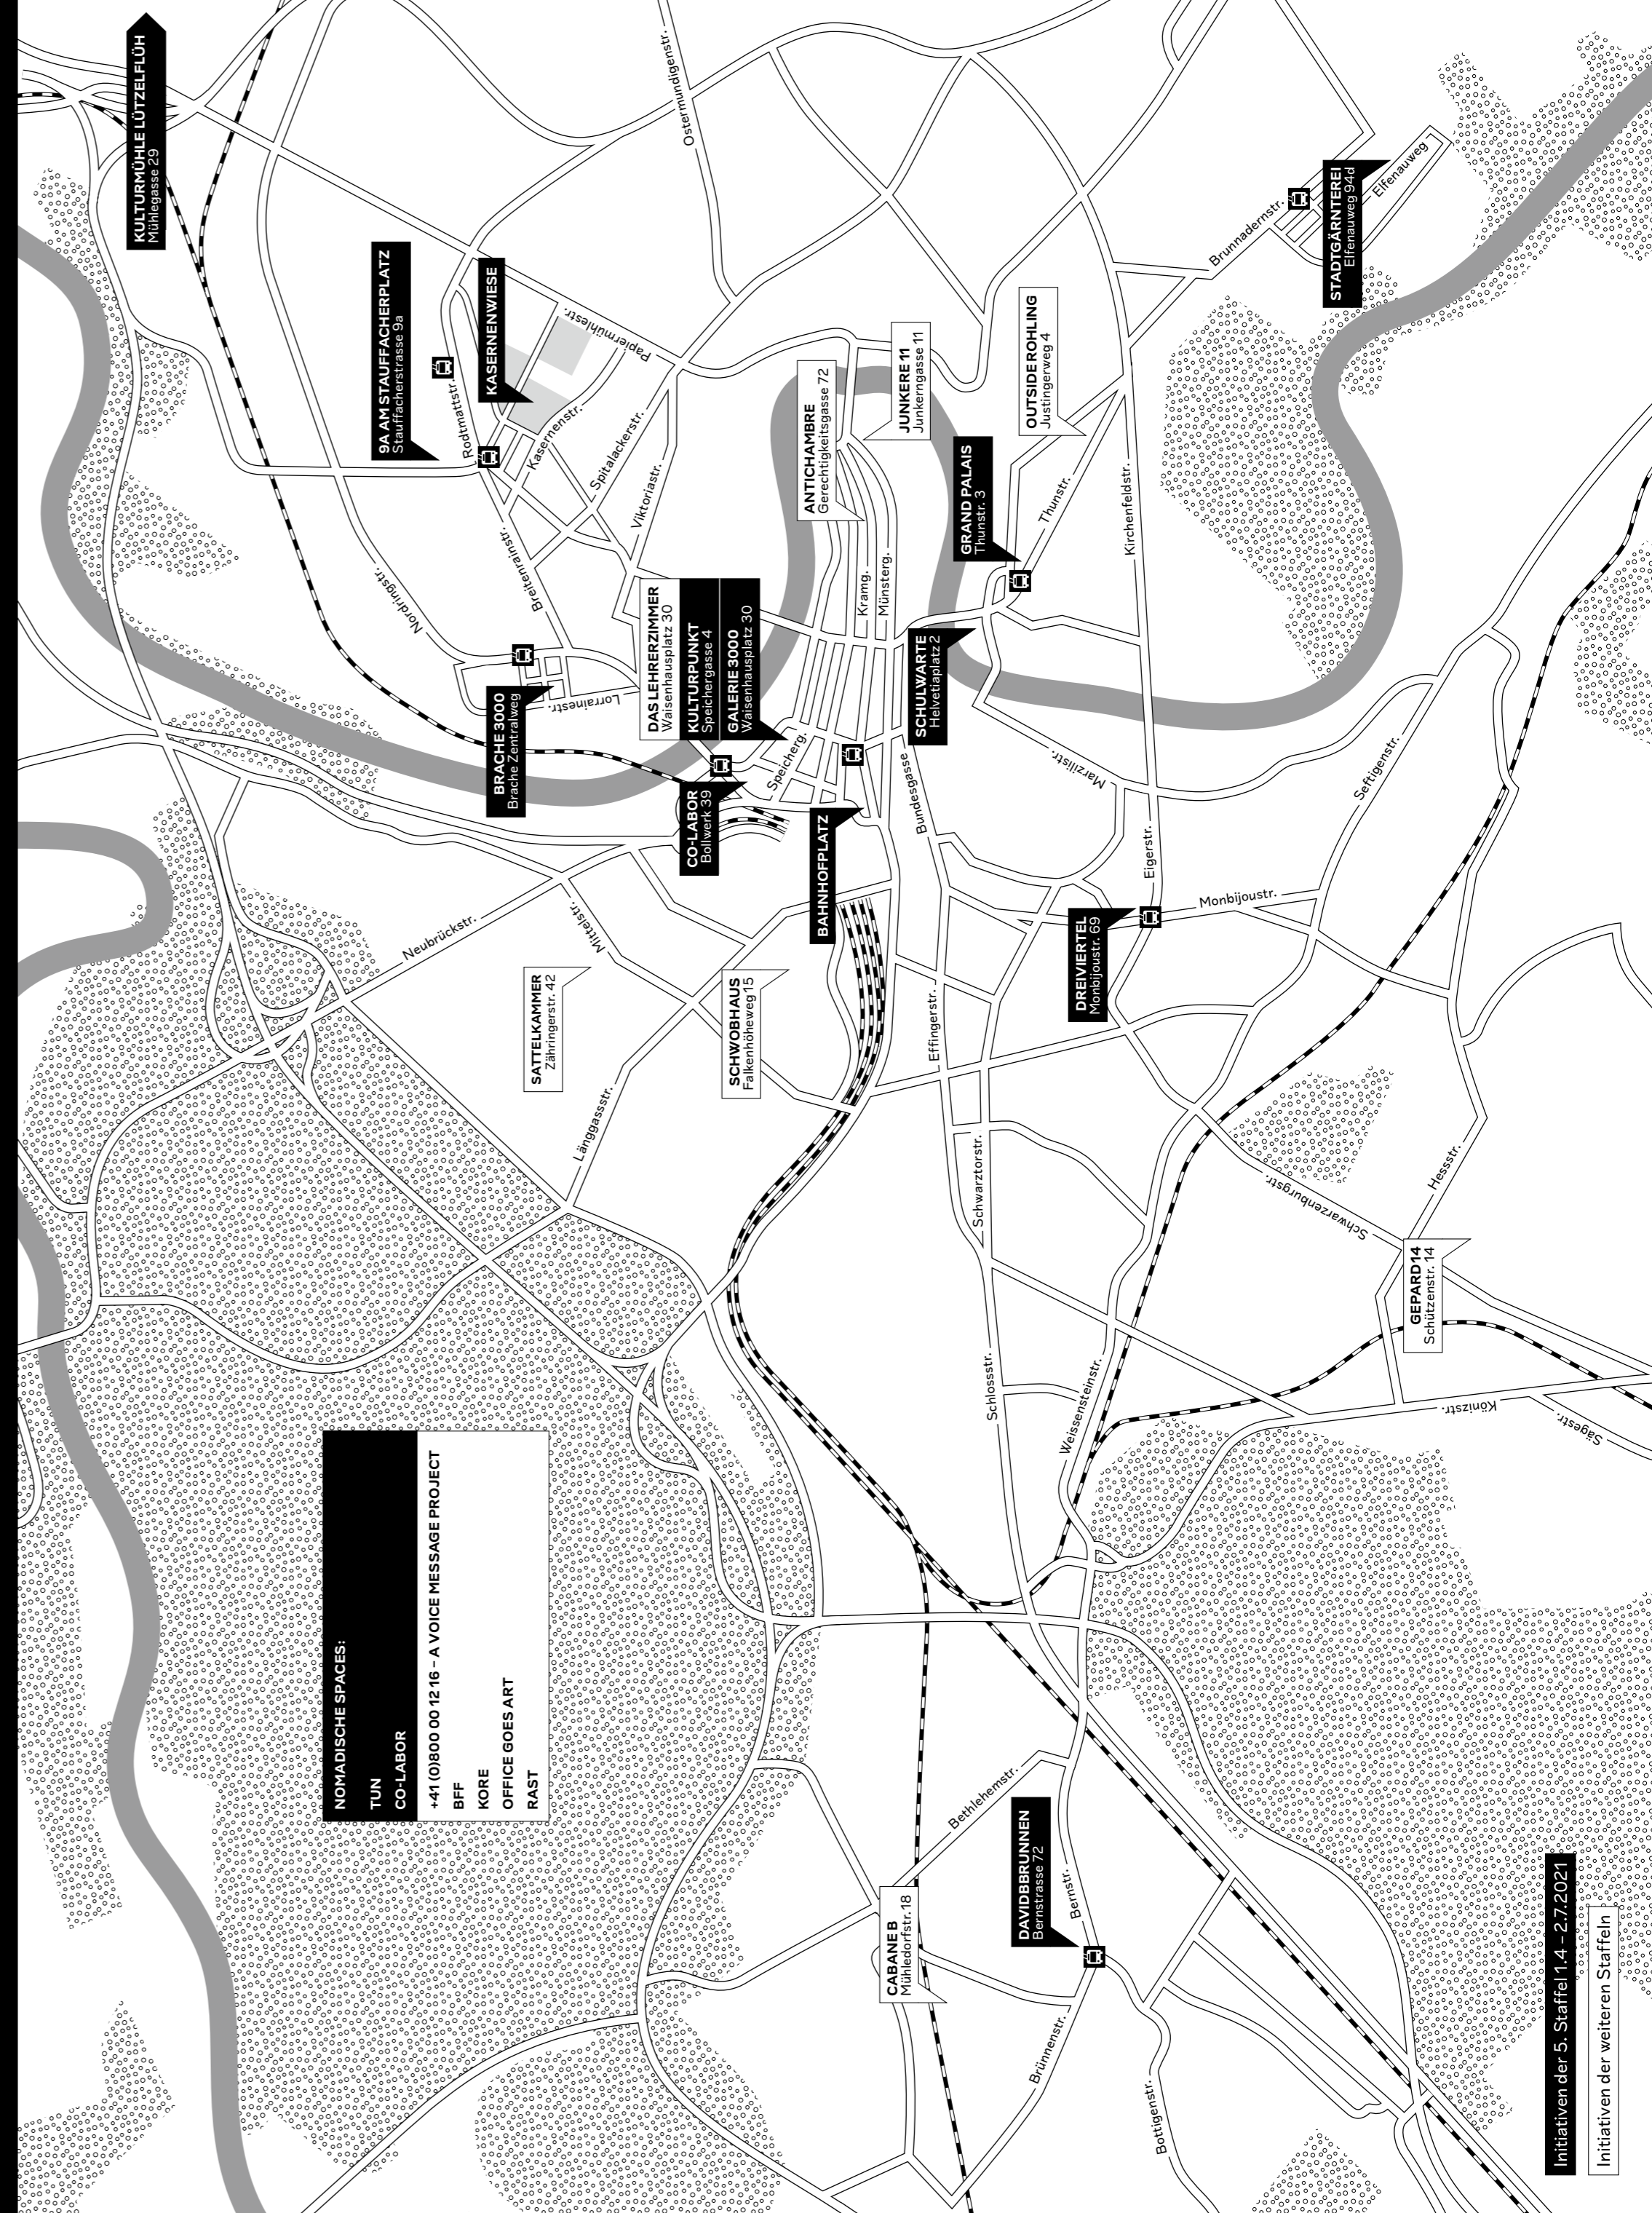 KULTURMÜHLE LÜTZELFLÜH
Mühlegasse 29
9A AM STAUFFACHERPLATZ
Stauffacherstrasse 9a
KASERNENWIESE
BRACHE 3000
Brache Zentralweg
DAS LEHRERZIMMER
Waisenhausplatz 30
KULTURPUNKT
Speichergasse 4
GALERIE 3000
Waisenhausplatz 30
CO-LABOR
Bollwerk 39
BAHNHOFPLATZ
ANTICHAMBRE
Gerechtigkeitsgasse 72
JUNKERE 11
Junkerngasse 11
GRAND PALAIS
Thunstr. 3
OUTSIDE ROHLING
Justingerweg 4
SCHULWARTE
Helvetiaplatz 2
STADTGÄRNTEREI
Elfenauweg 94d
SATTELKAMMER
Zähringerstr. 42
SCHWOBHAUS
Falkenhöheweg 15
DREIVIERTEL
Monbijoustr. 69
GEPARD14
Schützenstr. 14
CABANE B
Mühledorfstr. 18
DAVIDBBRUNNEN
Bernstrasse 72
NOMADISCHE SPACES:
TUN
CO-LABOR
+41 (0)800 00 12 16 – A VOICE MESSAGE PROJECT
BFF
KORE
OFFICE GOES ART
RAST
Ostermundigenstr.
Papiermühlestr.
Rodtmattstr.
Kasernenstr.
Spitalackerstr.
Viktoriastr.
Breitenrainstr.
Nordringstr.
Lorrainestr.
Speicherg.
Kramg.
Münsterg.
Bundesgasse
Thunstr.
Kirchenfeldstr.
Brunnadernstr.
Elfenauweg
Marzilistr.
Seftigenstr.
Eigerstr.
Monbijoustr.
Neubrückstr.
Mittelstr.
Länggassstr.
Effingerstr.
Schwarztorstr.
Schlossstr.
Weissensteinstr.
Schwarzenburgstr.
Hessstr.
Könizstr.
Sägestr.
Bethlehemstr.
Bernstr.
Brünnenstr.
Bottigenstr.
Initiativen der 5. Staffel 1.4 – 2.7.2021
Initiativen der weiteren Staffeln